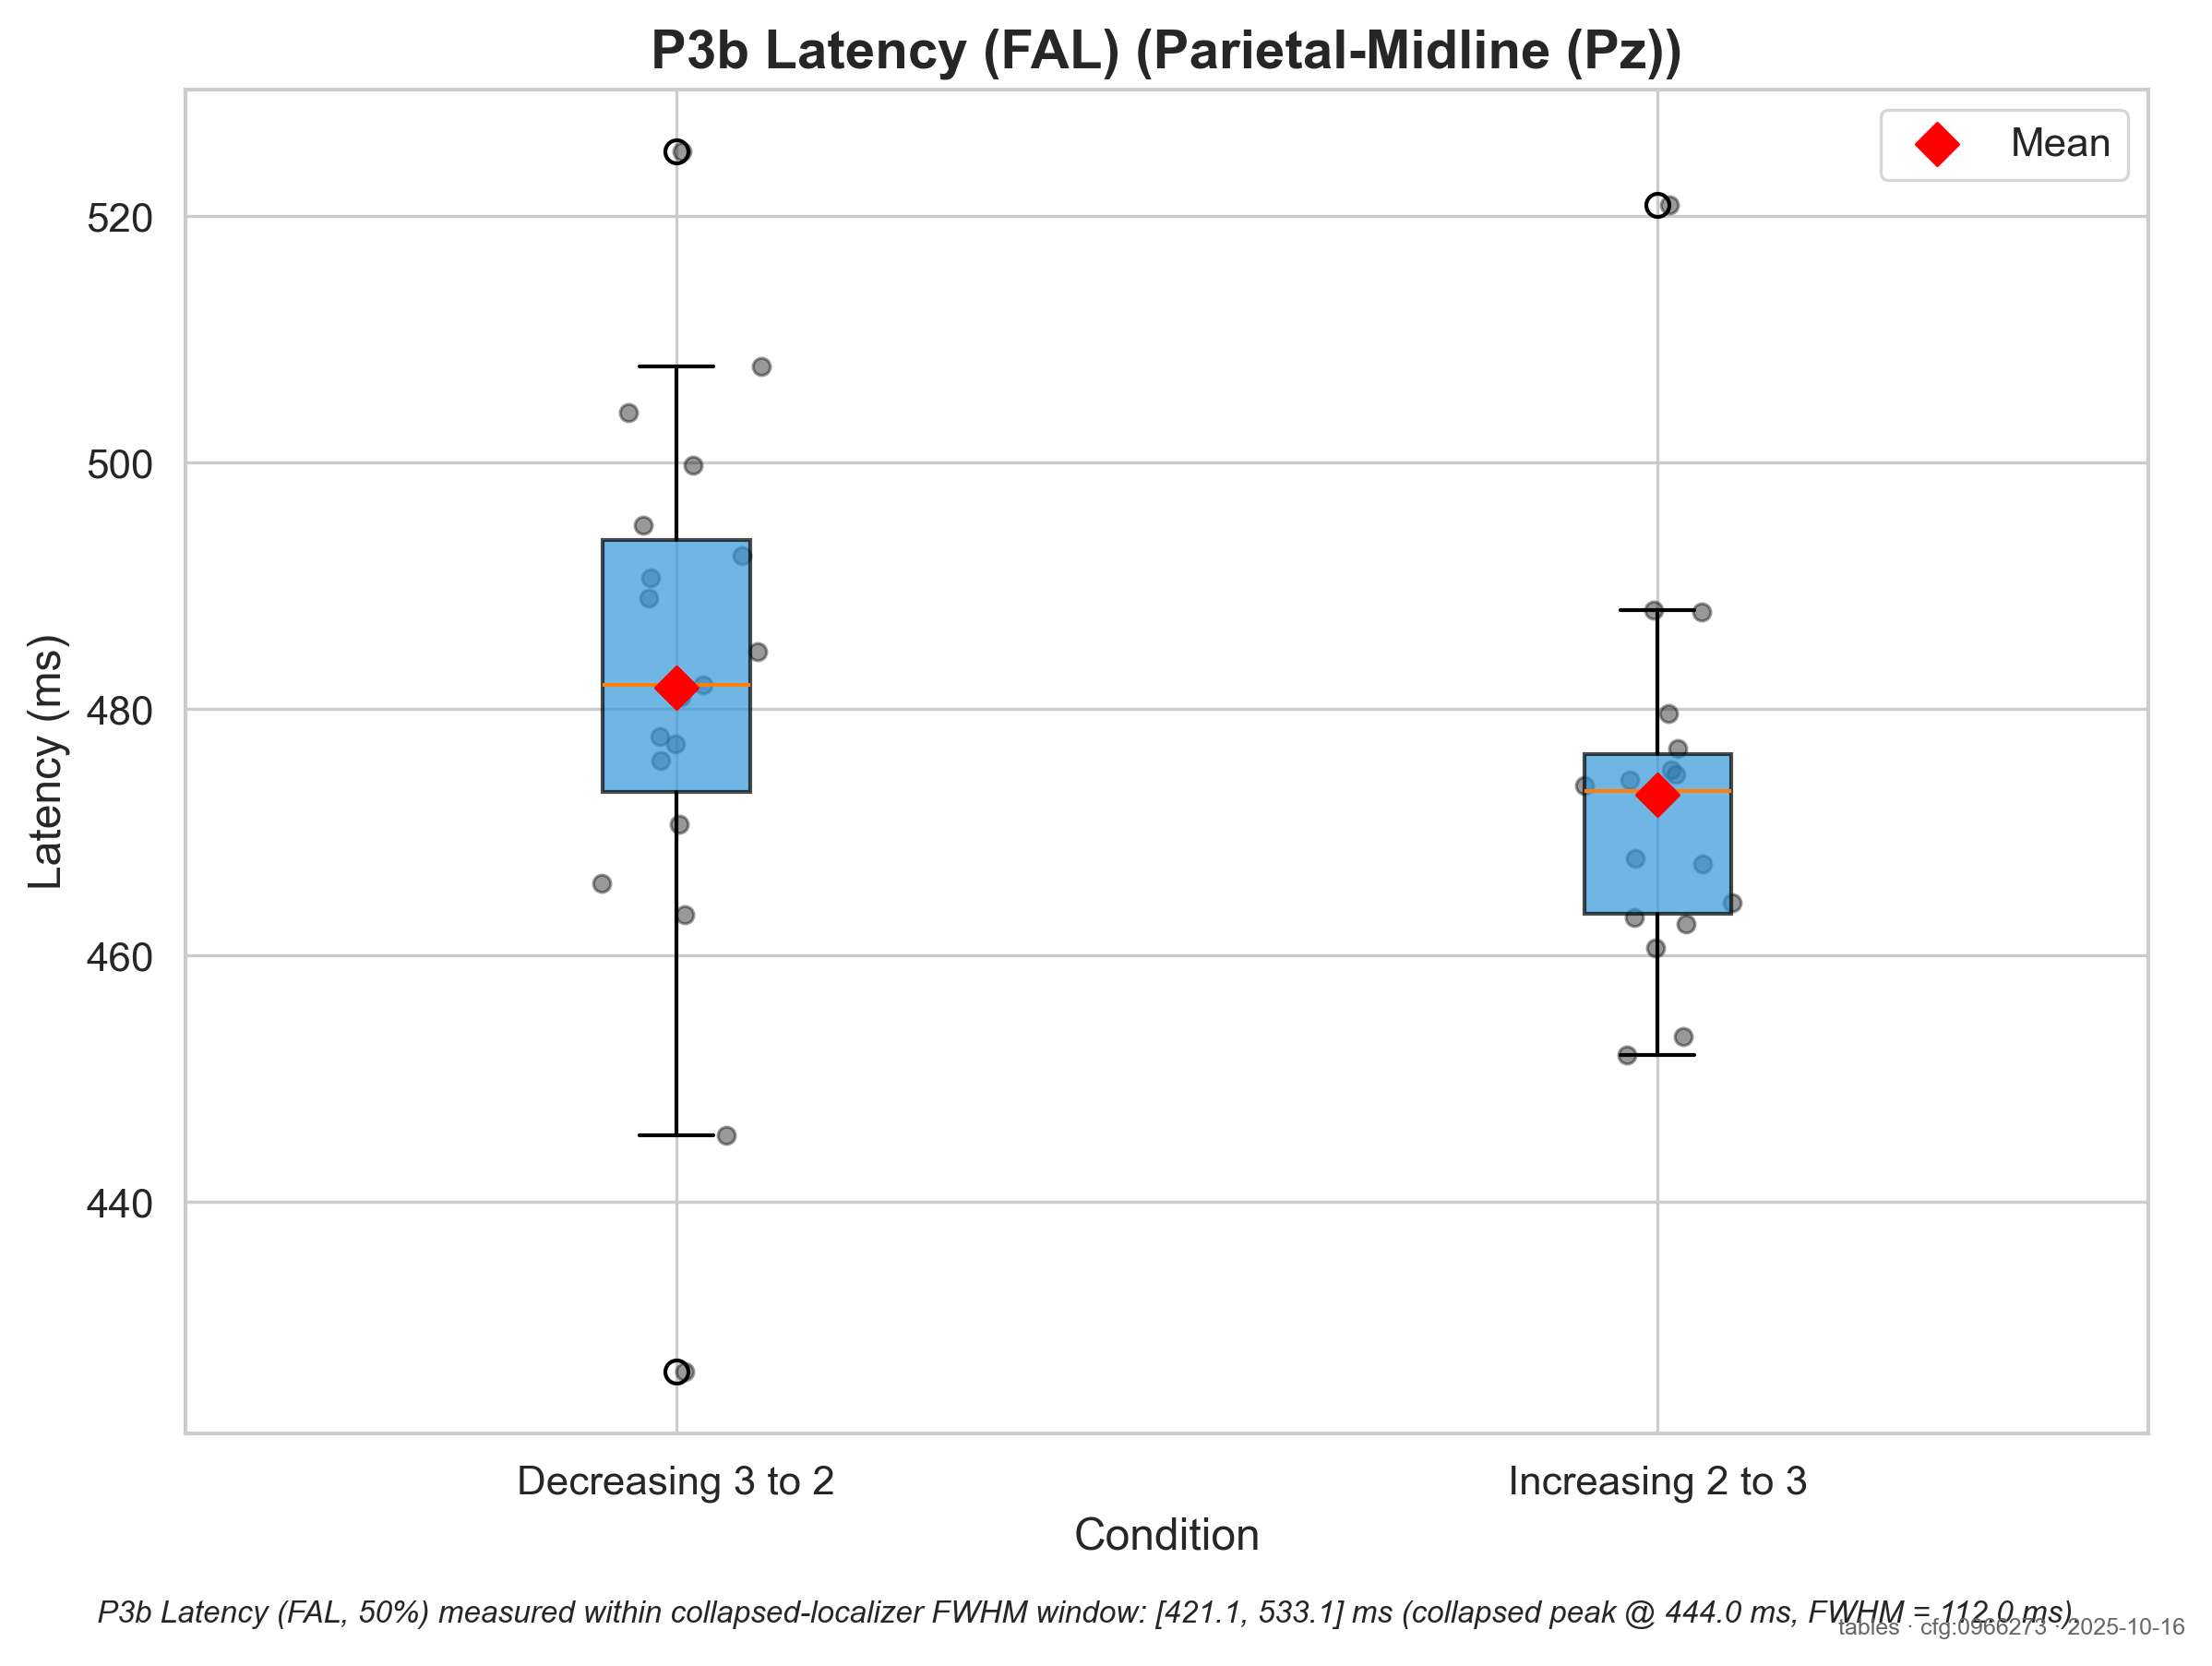 P3b Latency (FAL) (Parietal-Midline (Pz))
Mean
520
500
480
460
440
Latency (ms)
Decreasing 3 to 2
Increasing 2 to 3
Condition
P3b Latency (FAL, 50%) measured within collapsed-localizer FWHM window: [421.1, 533.1] ms (collapsed peak @ 444.0 ms, FWHM = 112.0 ms).
tables · cfg:0966273 · 2025-10-16